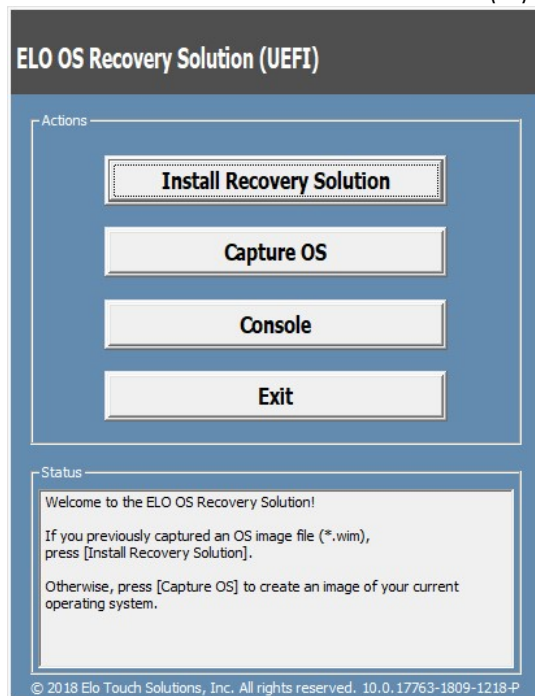 ELO OS Recovery Solution (UEFI)
Actions
Install Recovery Solution
Capture OS
Console
Exit
Status
Welcome to the ELO OS Recovery Solution!
If you previously captured an OS image file (*.wim),
press [Install Recovery Solution].
Otherwise, press [Capture OS] to create an image of your current
operating system.
© 2018 Elo Touch Solutions, Inc. All rights reserved. 10.0.17763-1809-1218-P